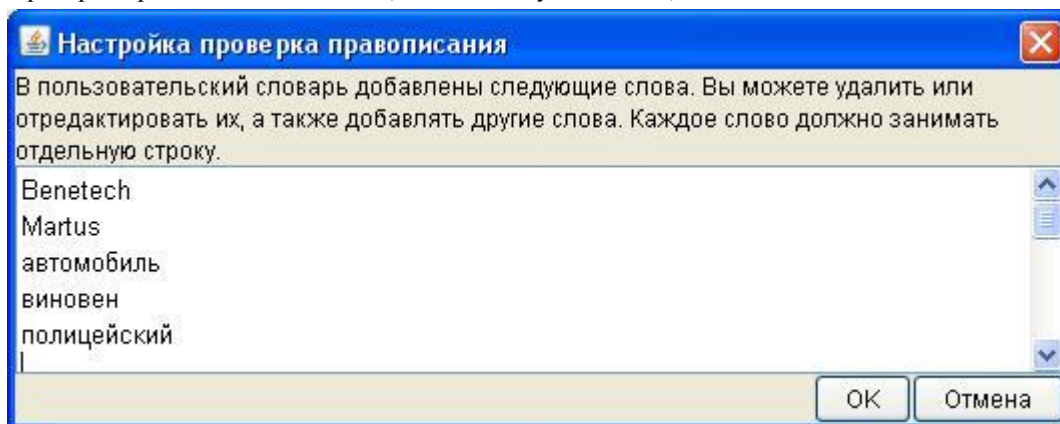 Настройка проверка правописания
В пользовательский словарь добавлены следующие слова. Вы можете удалить или
отредактировать их, а также добавлять другие слова. Каждое слово должно занимать
отдельную строку.
Benetech
Martus
автомобиль
виновен
полицейский
OK Отмена